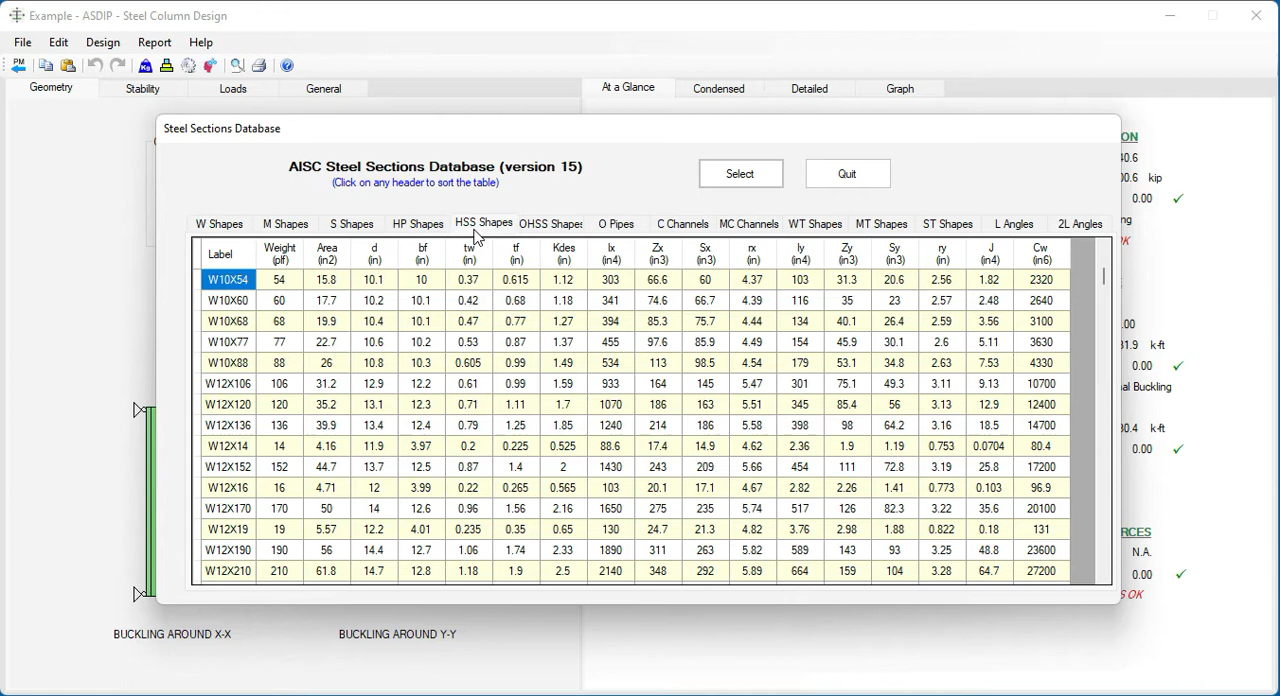 Example - ASDIP - Steel Column Design
File Edit Design Report Help
PM Kg
Geometry Stability Loads General At a Glance Condensed Detailed Graph
Steel Sections Database
AISC Steel Sections Database (version 15)
(Click on any header to sort the table)
Select Quit
W Shapes M Shapes S Shapes HP Shapes HSS Shapes OHSS Shapes O Pipes C Channels MC Channels WT Shapes MT Shapes ST Shapes L Angles 2L Angles
Label Weight (plf) Area (in2) d (in) bf (in) tw (in) tf (in) Kdes (in) Ix (in4) Zx (in3) Sx (in3) rx (in) Iy (in4) Zy (in3) Sy (in3) ry (in) J (in4) Cw (in6)
W10X54 54 15.8 10.1 10 0.37 0.615 1.12 303 66.6 60 4.37 103 31.3 20.6 2.56 1.82 2320
W10X60 60 17.7 10.2 10.1 0.42 0.68 1.18 341 74.6 66.7 4.39 116 35 23 2.57 2.48 2640
W10X68 68 19.9 10.4 10.1 0.47 0.77 1.27 394 85.3 75.7 4.44 134 40.1 26.4 2.59 3.56 3100
W10X77 77 22.7 10.6 10.2 0.53 0.87 1.37 455 97.6 85.9 4.49 154 45.9 30.1 2.6 5.11 3630
W10X88 88 26 10.8 10.3 0.605 0.99 1.49 534 113 98.5 4.54 179 53.1 34.8 2.63 7.53 4330
W12X106 106 31.2 12.9 12.2 0.61 0.99 1.59 933 164 145 5.47 301 75.1 49.3 3.11 9.13 10700
W12X120 120 35.2 13.1 12.3 0.71 1.11 1.7 1070 186 163 5.51 345 85.4 56 3.13 12.9 12400
W12X136 136 39.9 13.4 12.4 0.79 1.25 1.85 1240 214 186 5.58 398 98 64.2 3.16 18.5 14700
W12X14 14 4.16 11.9 3.97 0.2 0.225 0.525 88.6 17.4 14.9 4.62 2.36 1.9 1.19 0.753 0.0704 80.4
W12X152 152 44.7 13.7 12.5 0.87 1.4 2 1430 243 209 5.66 454 111 72.8 3.19 25.8 17200
W12X16 16 4.71 12 3.99 0.22 0.265 0.565 103 20.1 17.1 4.67 2.82 2.26 1.41 0.773 0.103 96.9
W12X170 170 50 14 12.6 0.96 1.56 2.16 1650 275 235 5.74 517 126 82.3 3.22 35.6 20100
W12X19 19 5.57 12.2 4.01 0.235 0.35 0.65 130 24.7 21.3 4.82 3.76 2.98 1.88 0.822 0.18 131
W12X190 190 56 14.4 12.7 1.06 1.74 2.33 1890 311 263 5.82 589 143 93 3.25 48.8 23600
W12X210 210 61.8 14.7 12.8 1.18 1.9 2.5 2140 348 292 5.89 664 159 104 3.28 64.7 27200
BUCKLING AROUND X-X BUCKLING AROUND Y-Y
ON
40.6
00.6 kip
0.00
ng
K
.00
31.9 k-ft
0.00
nal Buckling
30.4 k-ft
0.00
RCES
N.A.
0.00
S OK